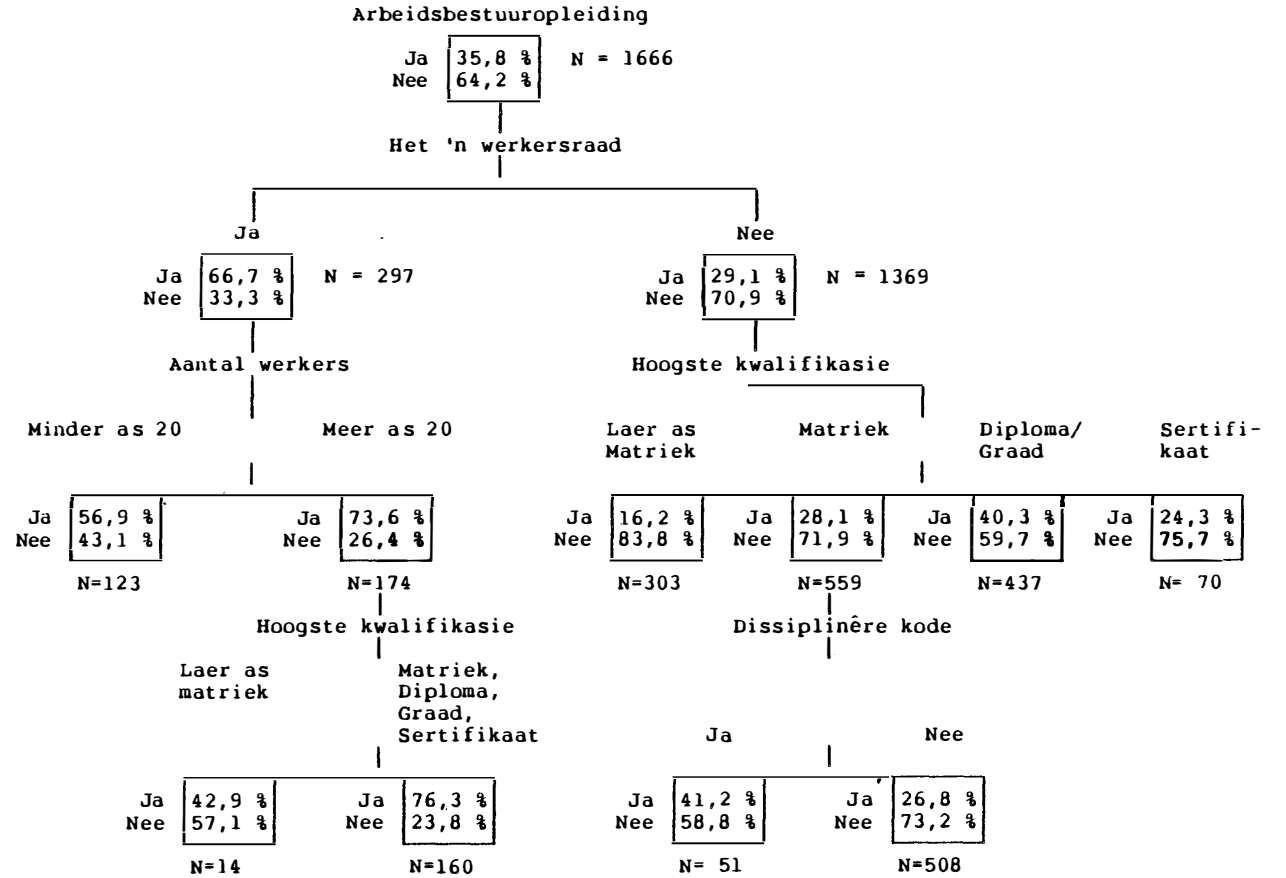 Arbeidsbestuuropleiding
Ja 35,8 % N = 1666
Nee 64,2 %
Het 'n werkersraad
Ja Nee
Ja 66,7 % N = 297 Ja 29,1 % N = 1369
Nee 33,3 % Nee 70,9 %
Aantal werkers Hoogste kwalifikasie
Minder as 20 Meer as 20 Laer as Matriek Diploma/ Sertifi-
Matriek Graad kaat
Ja 56,9 % Ja 73,6 % Ja 16,2 % Ja 28,1 % Ja 40,3 % Ja 24,3 %
Nee 43,1 % Nee 26,4 % Nee 83,8 % Nee 71,9 % Nee 59,7 % Nee 75,7 %
N=123 N=174 N=303 N=559 N=437 N= 70
Hoogste kwalifikasie Dissiplinêre kode
Laer as Matriek,
matriek Diploma,
Graad,
Sertifikaat Ja Nee
Ja 42,9 % Ja 76,3 % Ja 41,2 % Ja 26,8 %
Nee 57,1 % Nee 23,8 % Nee 58,8 % Nee 73,2 %
N=14 N=160 N= 51 N=508